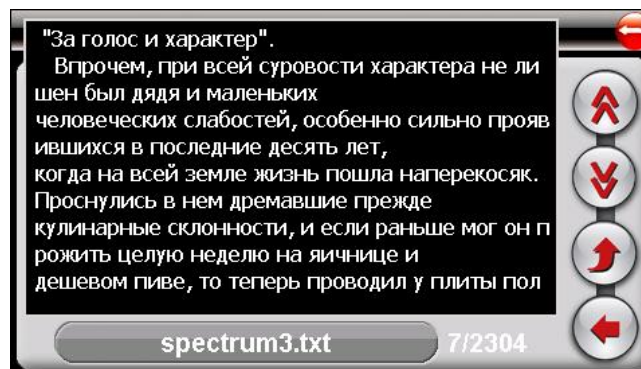 "За голос и характер".
Впрочем, при всей суровости характера не ли
шен был дядя и маленьких
человеческих слабостей, особенно сильно прояв
ившихся в последние десять лет,
когда на всей земле жизнь пошла наперекосяк.
Проснулись в нем дремавшие прежде
кулинарные склонности, и если раньше мог он п
рожить целую неделю на яичнице и
дешевом пиве, то теперь проводил у плиты пол
spectrum3.txt 7/2304